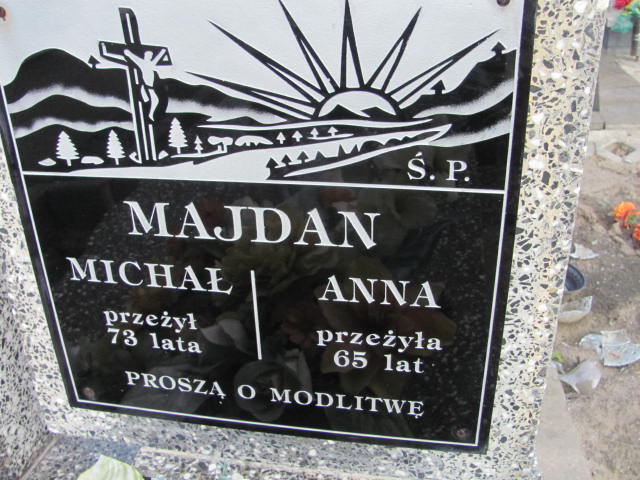 Ś. P.
MAJDAN
MICHAŁ
przeżył
73 lata
ANNA
przeżyła
65 lat
PROSZĄ O MODLITWĘ